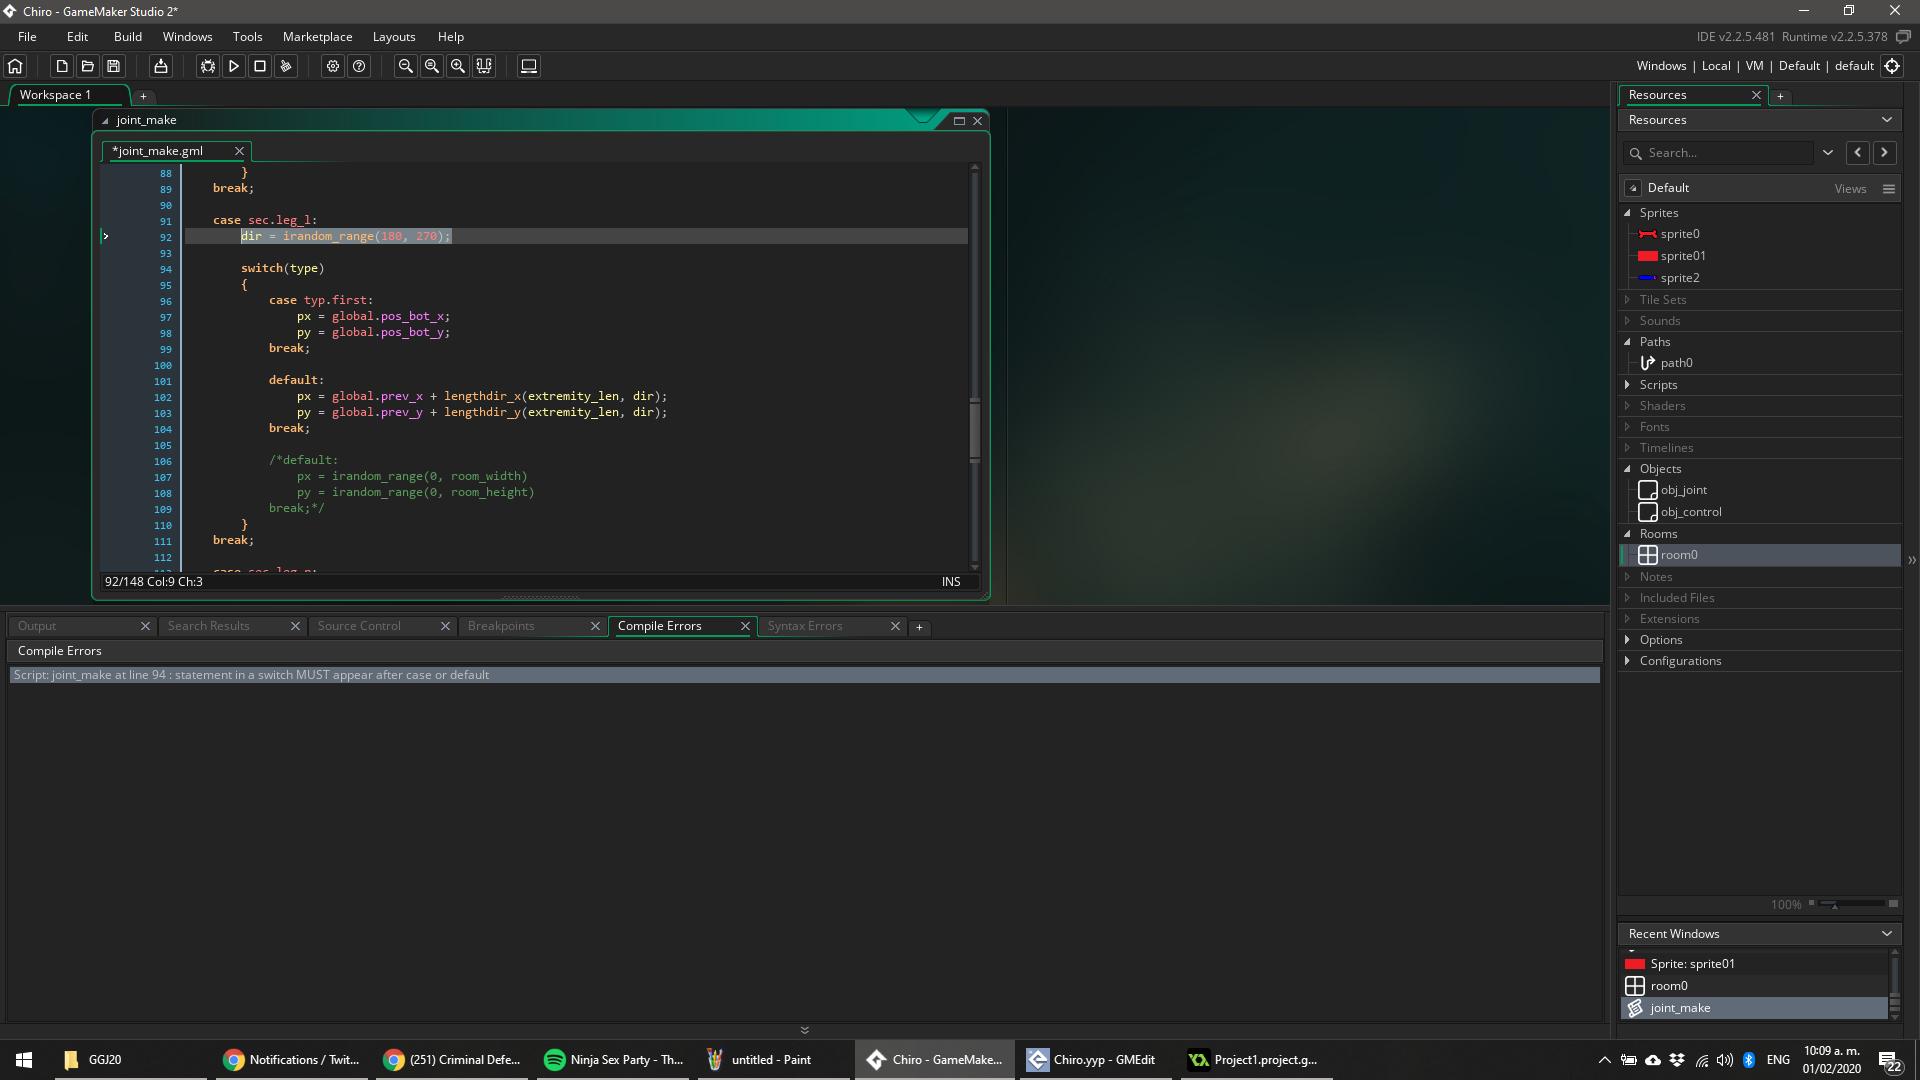 Chiro - GameMaker Studio 2*
File Edit Build Windows Tools Marketplace Layouts Help
IDE v2.2.5.481 Runtime v2.2.5.378
Windows | Local | VM | Default | default
Workspace 1
+
joint_make
*joint_make.gml
88 }
89 break;
90
91 case sec.leg_l:
92 dir = irandom_range(180, 270);
93
94 switch(type)
95 {
96 case typ.first:
97 px = global.pos_bot_x;
98 py = global.pos_bot_y;
99 break;
100
101 default:
102 px = global.prev_x + lengthdir_x(extremity_len, dir);
103 py = global.prev_y + lengthdir_y(extremity_len, dir);
104 break;
105
106 /*default:
107 px = irandom_range(0, room_width)
108 py = irandom_range(0, room_height)
109 break;*/
110 }
111 break;
112
92/148 Col:9 Ch:3
INS
Output
Search Results
Source Control
Breakpoints
Compile Errors
Syntax Errors
+
Compile Errors
Script: joint_make at line 94 : statement in a switch MUST appear after case or default
Resources
+
Resources
Search...
Default
Views
Sprites
sprite0
sprite01
sprite2
Tile Sets
Sounds
Paths
path0
Scripts
Shaders
Fonts
Timelines
Objects
obj_joint
obj_control
Rooms
room0
Notes
Included Files
Extensions
Options
Configurations
100%
Recent Windows
Sprite: sprite01
room0
joint_make
GGJ20
Notifications / Twit...
(251) Criminal Defe...
Ninja Sex Party - Th...
untitled - Paint
Chiro - GameMake...
Chiro.yyp - GMEdit
Project1.project.g...
ENG
10:09 a. m.
01/02/2020
22